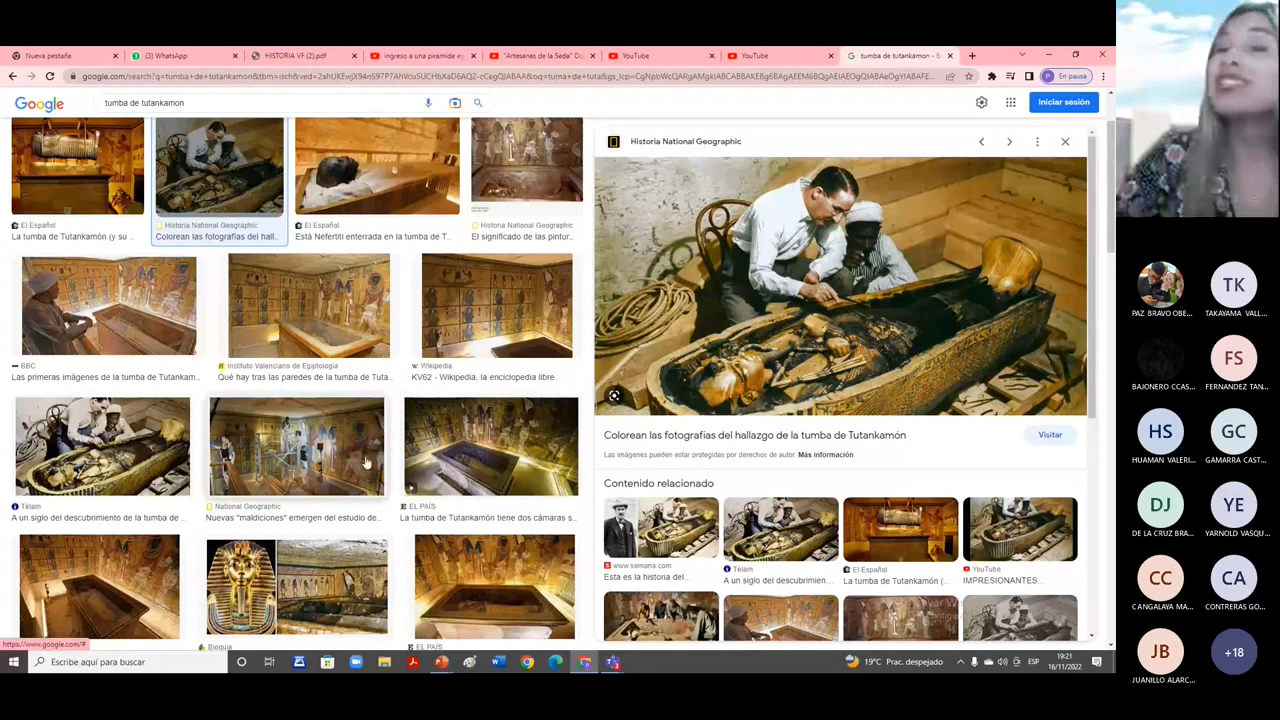 Nueva pestaña
(3) WhatsApp
HISTORIA VF (2).pdf
ingreso a una piramide eg
"Artesanas de la Seda" Do
YouTube
YouTube
tumba de tutankamon - B
En pausa
Google
tumba de tutankamon
Iniciar sesión
El Español
La tumba de Tutankamón (y su ...
Historia National Geographic
Colorean las fotografías del hall...
El Español
Está Nefertiti enterrada en la tumba de T...
Historia National Geographic
El significado de las pintur...
BBC
Las primeras imágenes de la tumba de Tutankam...
Instituto Valenciano de Egiptología
Qué hay tras las paredes de la tumba de Tuta...
Wikipedia
KV62 - Wikipedia, la enciclopedia libre
Télam
A un siglo del descubrimiento de la tumba de ...
National Geographic
Nuevas "maldiciones" emergen del estudio de...
EL PAÍS
La tumba de Tutankamón tiene dos cámaras s...
Bioguia
EL PAÍS
https://www.google.com/#
Historia National Geographic
Colorean las fotografías del hallazgo de la tumba de Tutankamón
Visitar
Las imágenes pueden estar protegidas por derechos de autor. Más información
Contenido relacionado
www.semana.com
Esta es la historia del...
Télam
A un siglo del descubrimien...
El Español
La tumba de Tutankamón (...
YouTube
IMPRESIONANTES...
Escribe aquí para buscar
19°C Prac. despejado
ESP
19:21
16/11/2022
PAZ BRAVO OBE...
TK
TAKAYAMA VALL...
BAJONERO CCAS...
FS
FERNANDEZ TAN...
HS
HUAMAN VALERI...
GC
GAMARRA CAST...
DJ
DE LA CRUZ BRA...
YE
YARNOLD VASQU...
CC
CANGALAYA MA...
CA
CONTRERAS GO...
JB
JUANILLO ALARC...
+18